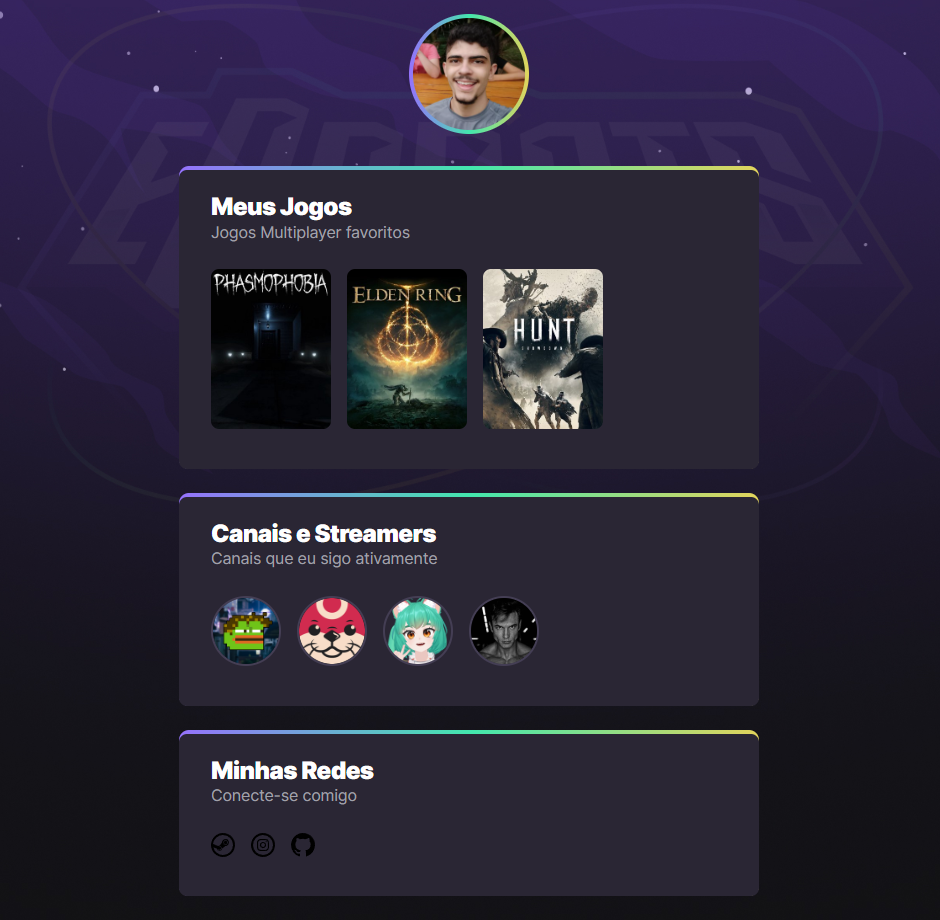 Meus Jogos
Jogos Multiplayer favoritos
PHASMOPHOBIA
ELDEN RING
HUNT
SHOWDOWN
Canais e Streamers
Canais que eu sigo ativamente
Minhas Redes
Conecte-se comigo